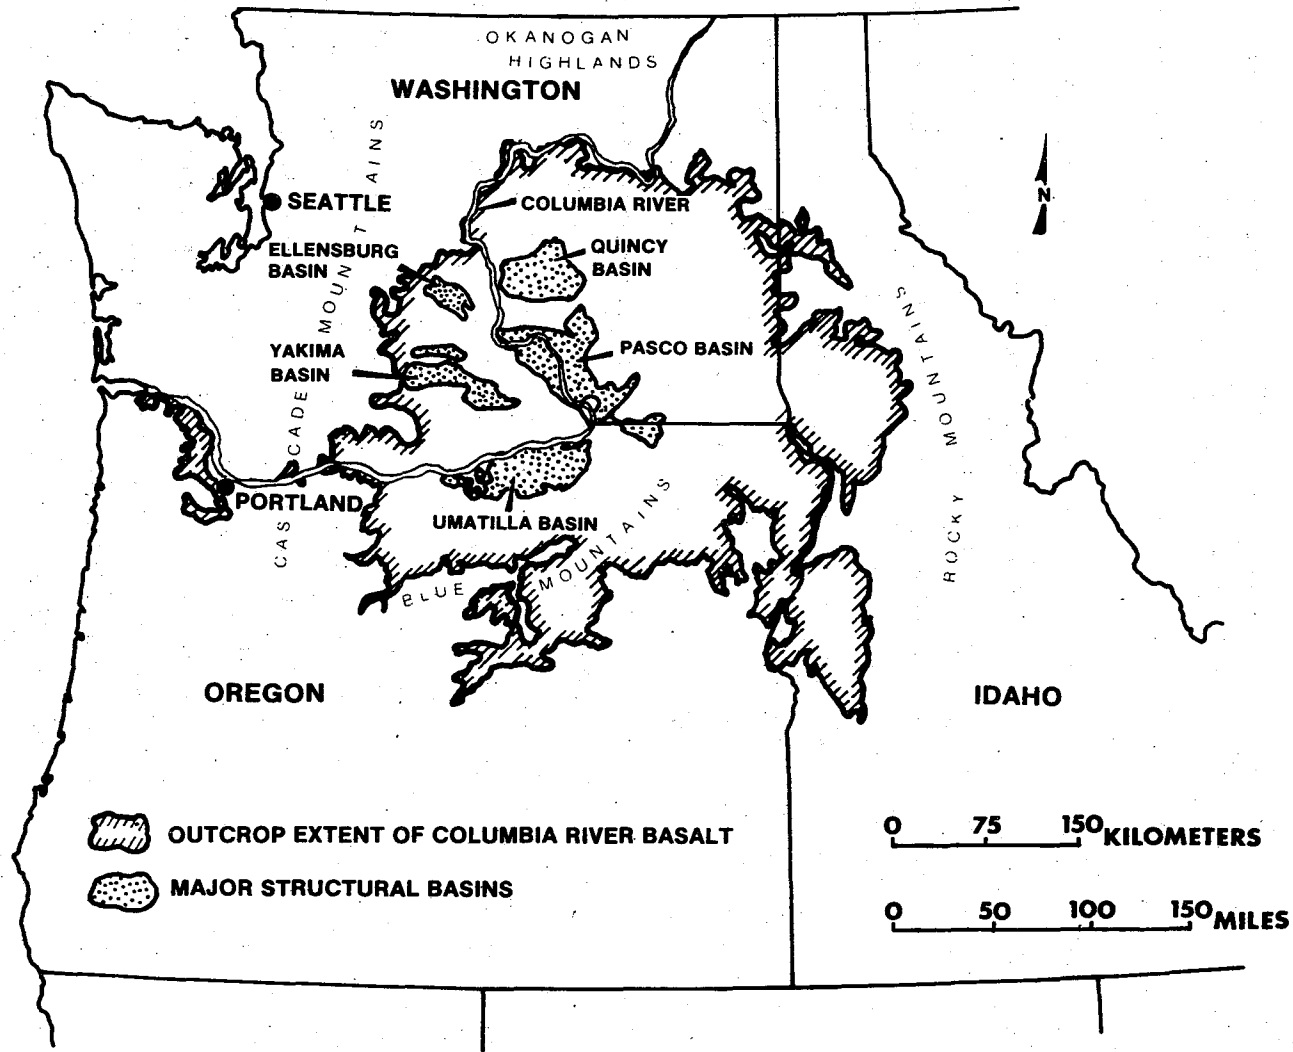 OKANOGAN
HIGHLANDS
WASHINGTON
CASCADE MOUNTAINS
SEATTLE
COLUMBIA RIVER
ELLENSBURG
BASIN
QUINCY
BASIN
N
YAKIMA
BASIN
PASCO BASIN
ROCKY MOUNTAINS
PORTLAND
UMATILLA BASIN
BLUE MOUNTAINS
OREGON
IDAHO
OUTCROP EXTENT OF COLUMBIA RIVER BASALT
MAJOR STRUCTURAL BASINS
0 75 150 KILOMETERS
0 50 100 150 MILES